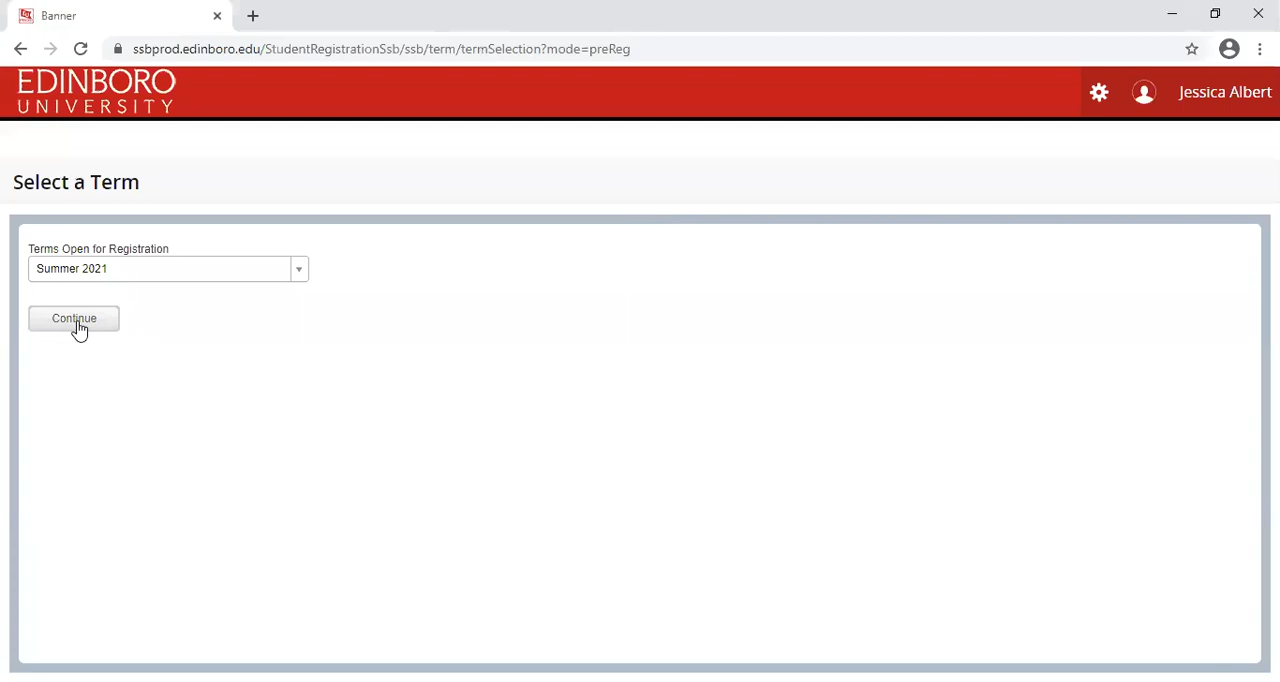 Banner
ssbprod.edinboro.edu/StudentRegistrationSsb/ssb/term/termSelection?mode=preReg
EDINBORO
UNIVERSITY
Jessica Albert
Select a Term
Terms Open for Registration
Summer 2021
Continue